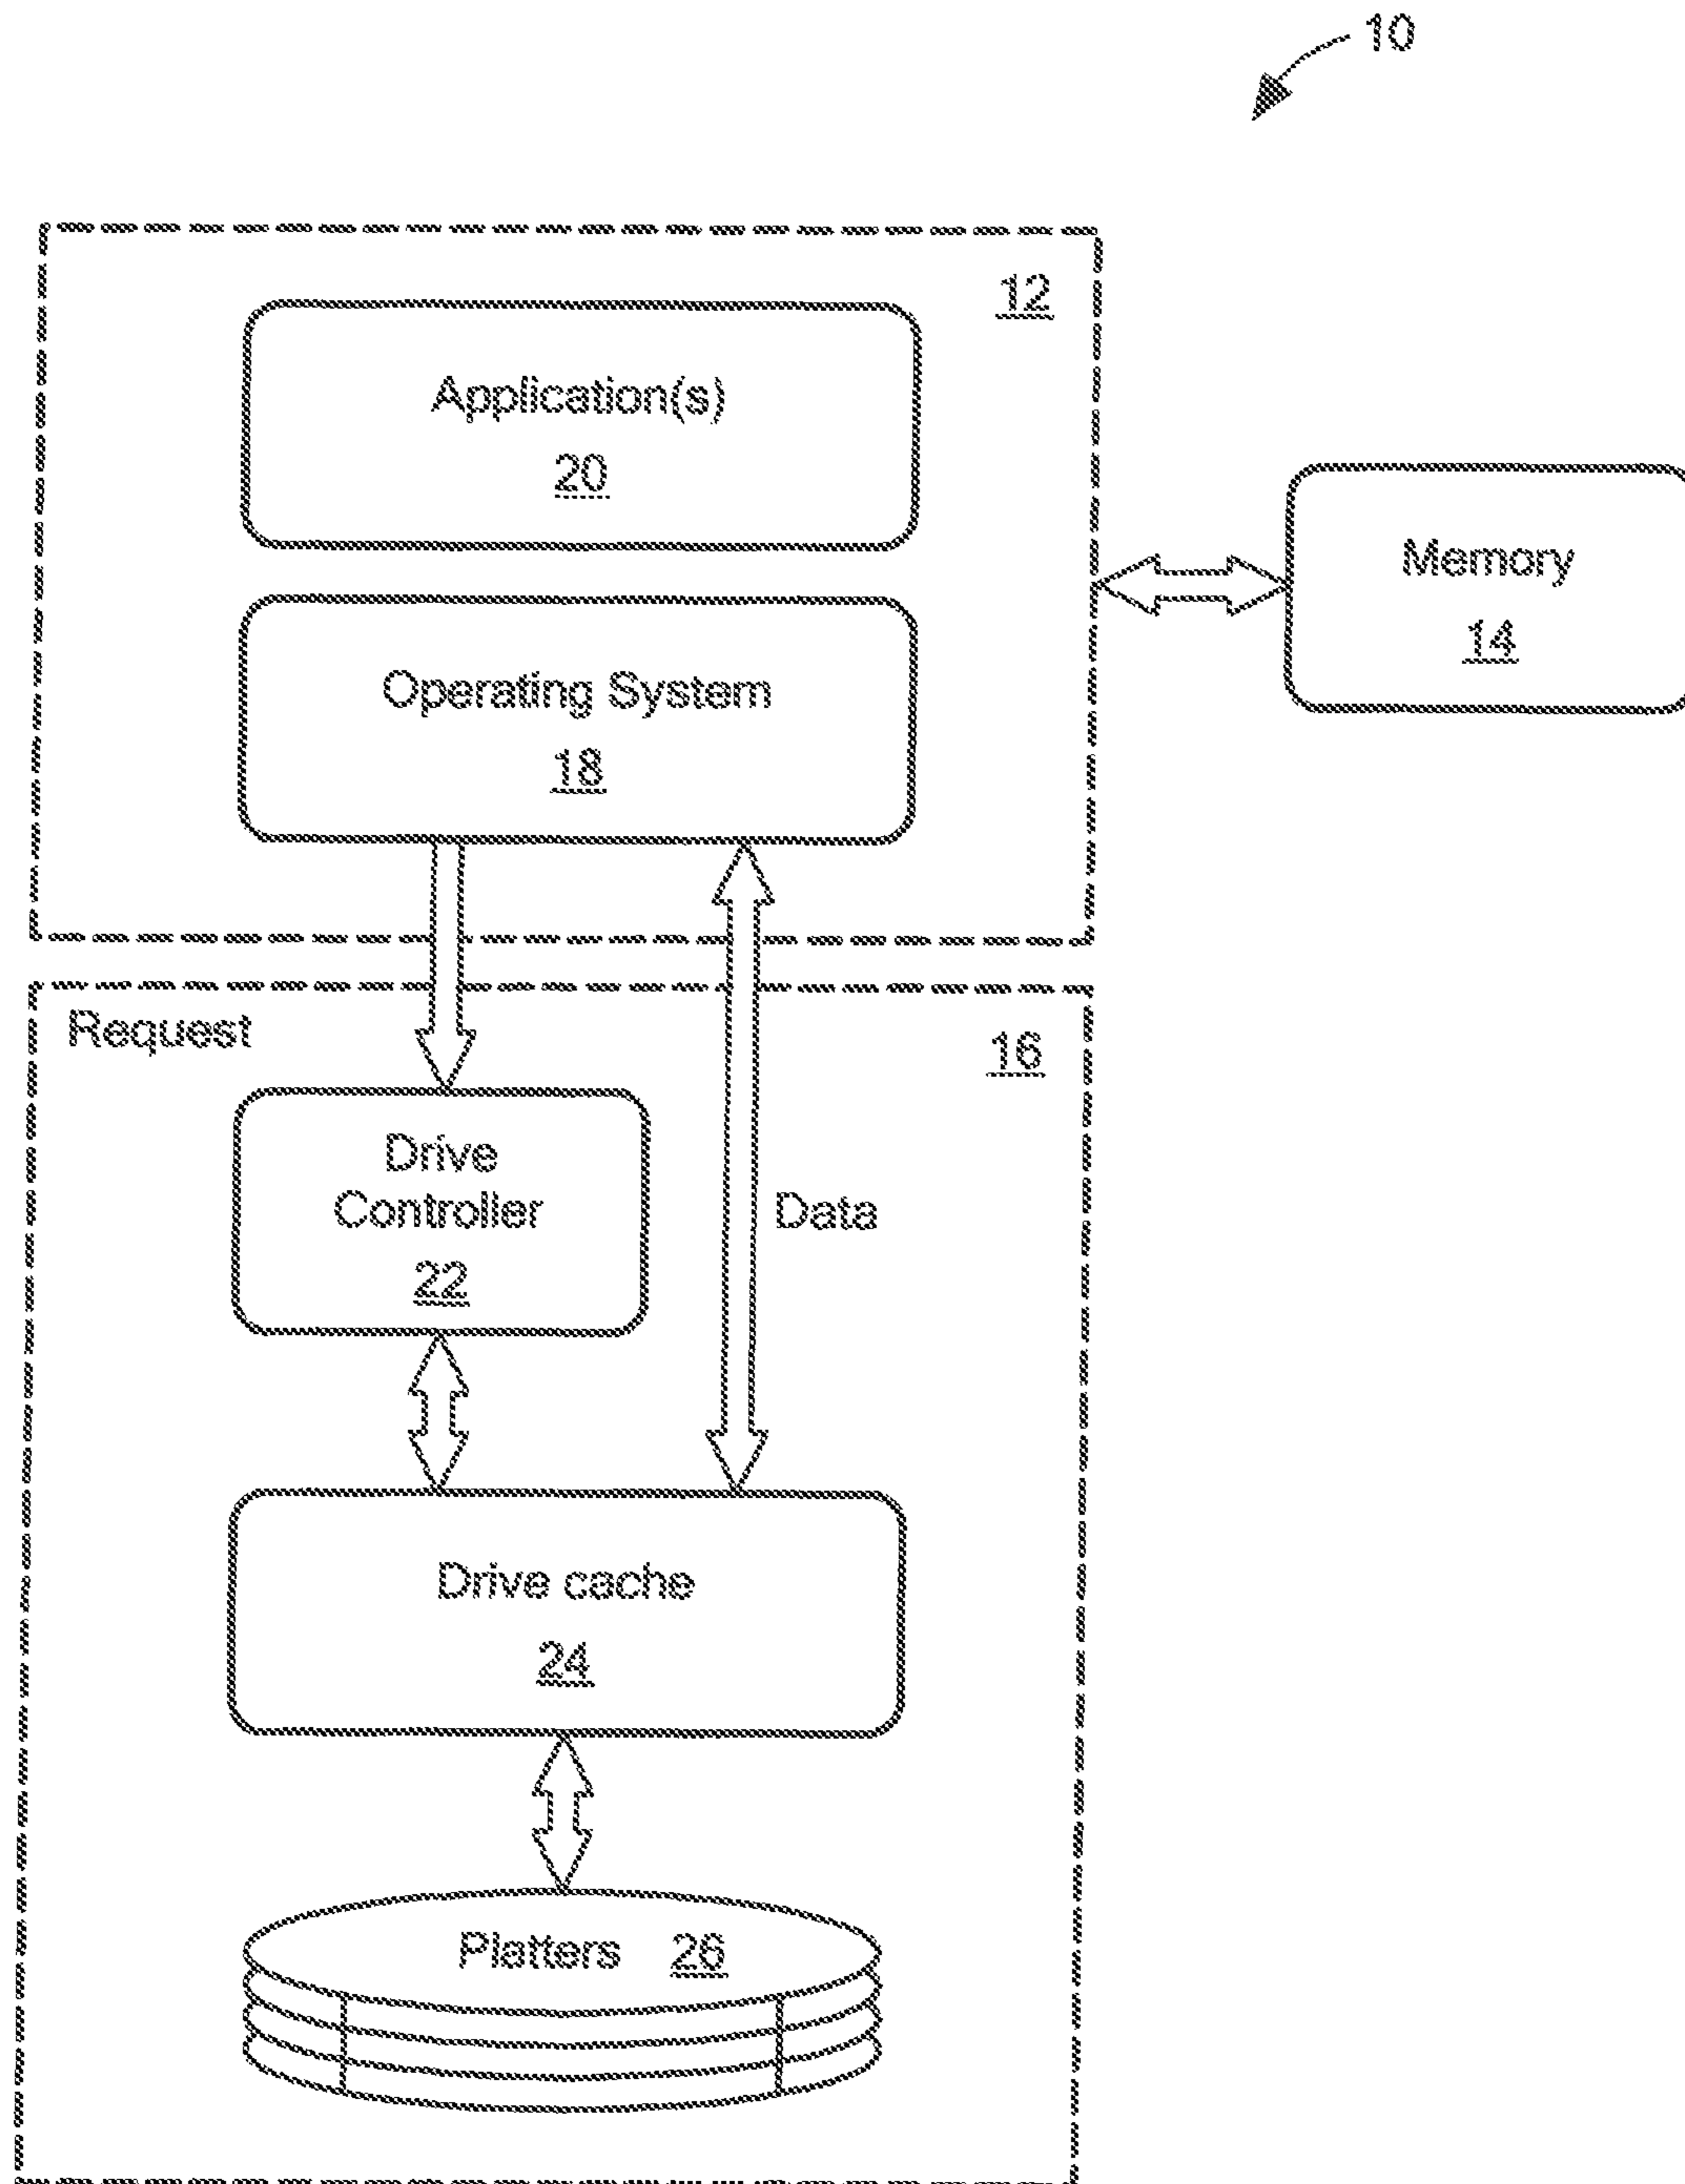 10
12
Application(s)
20
Memory
14
Operating System
18
Request
16
Drive
Controller
22
Data
Drive cache
24
Platters 26